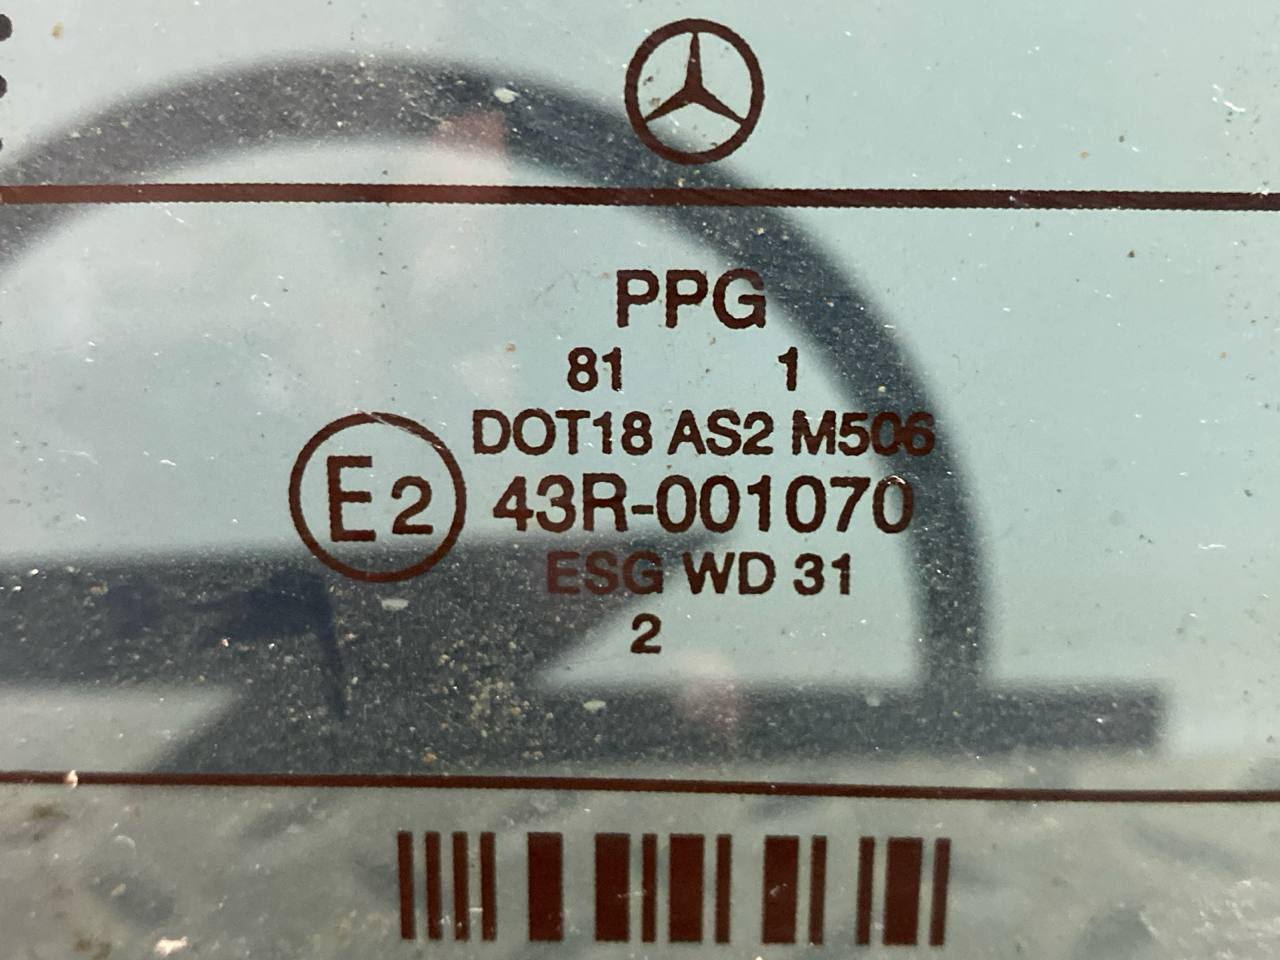 PPG
81 1
DOT18 AS2 M506
E2 43R-001070
ESG WD 31
2